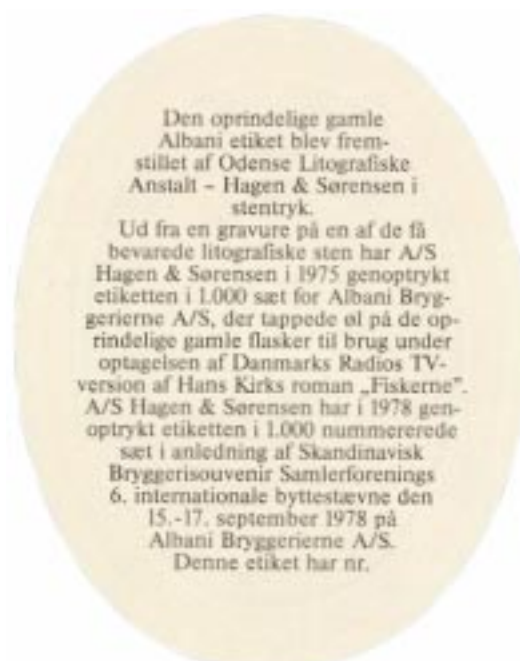 Den oprindelige gamle
Albani etiket blev frem-
stillet af Odense Litografiske
Anstalt – Hagen & Sørensen i
stentryk.
Ud fra en gravure på en af de få
bevarede litografiske sten har A/S
Hagen & Sørensen i 1975 genoptrykt
etiketten i 1.000 sæt for Albani Bryg-
gerierne A/S, der tappede øl på de op-
rindelige gamle flasker til brug under
optagelsen af Danmarks Radios TV-
version af Hans Kirks roman „Fiskerne”.
A/S Hagen & Sørensen har i 1978 gen-
optrykt etiketten i 1.000 nummererede
sæt i anledning af Skandinavisk
Bryggerisouvenir Samlerforenings
6. internationale byttestævne den
15.-17. september 1978 på
Albani Bryggerierne A/S.
Denne etiket har nr.